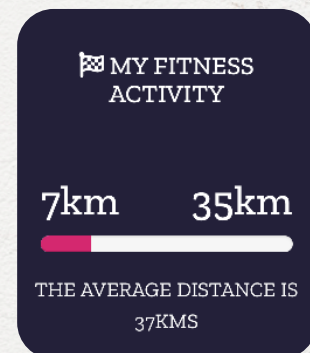 MY FITNESS
ACTIVITY
7km 35km
THE AVERAGE DISTANCE IS
37KMS